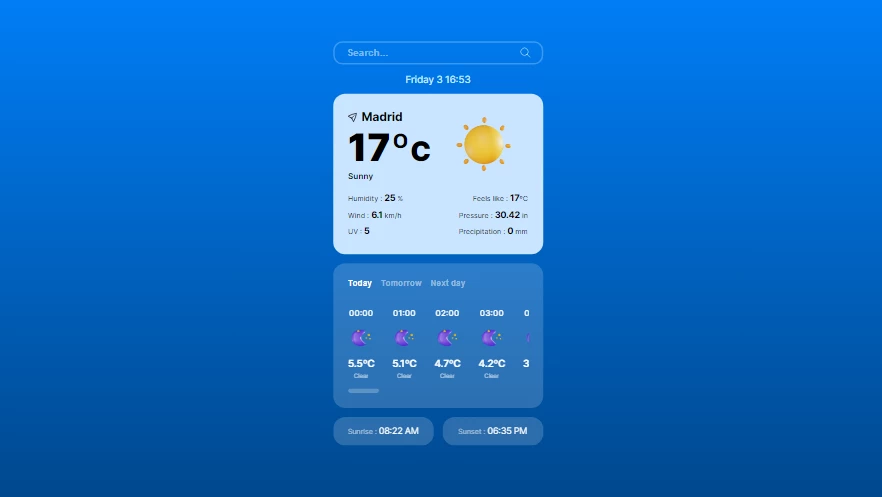 Search...
Friday 3 16:53
Madrid
17ºc
Sunny
Humidity : 25 % Feels like : 17ºC
Wind : 6.1 km/h Pressure : 30.42 in
UV : 5 Precipitation : 0 mm
Today Tomorrow Next day
00:00 01:00 02:00 03:00 0
5.5ºC 5.1ºC 4.7ºC 4.2ºC 3
Clear Clear Clear Clear
Sunrise : 08:22 AM Sunset : 06:35 PM